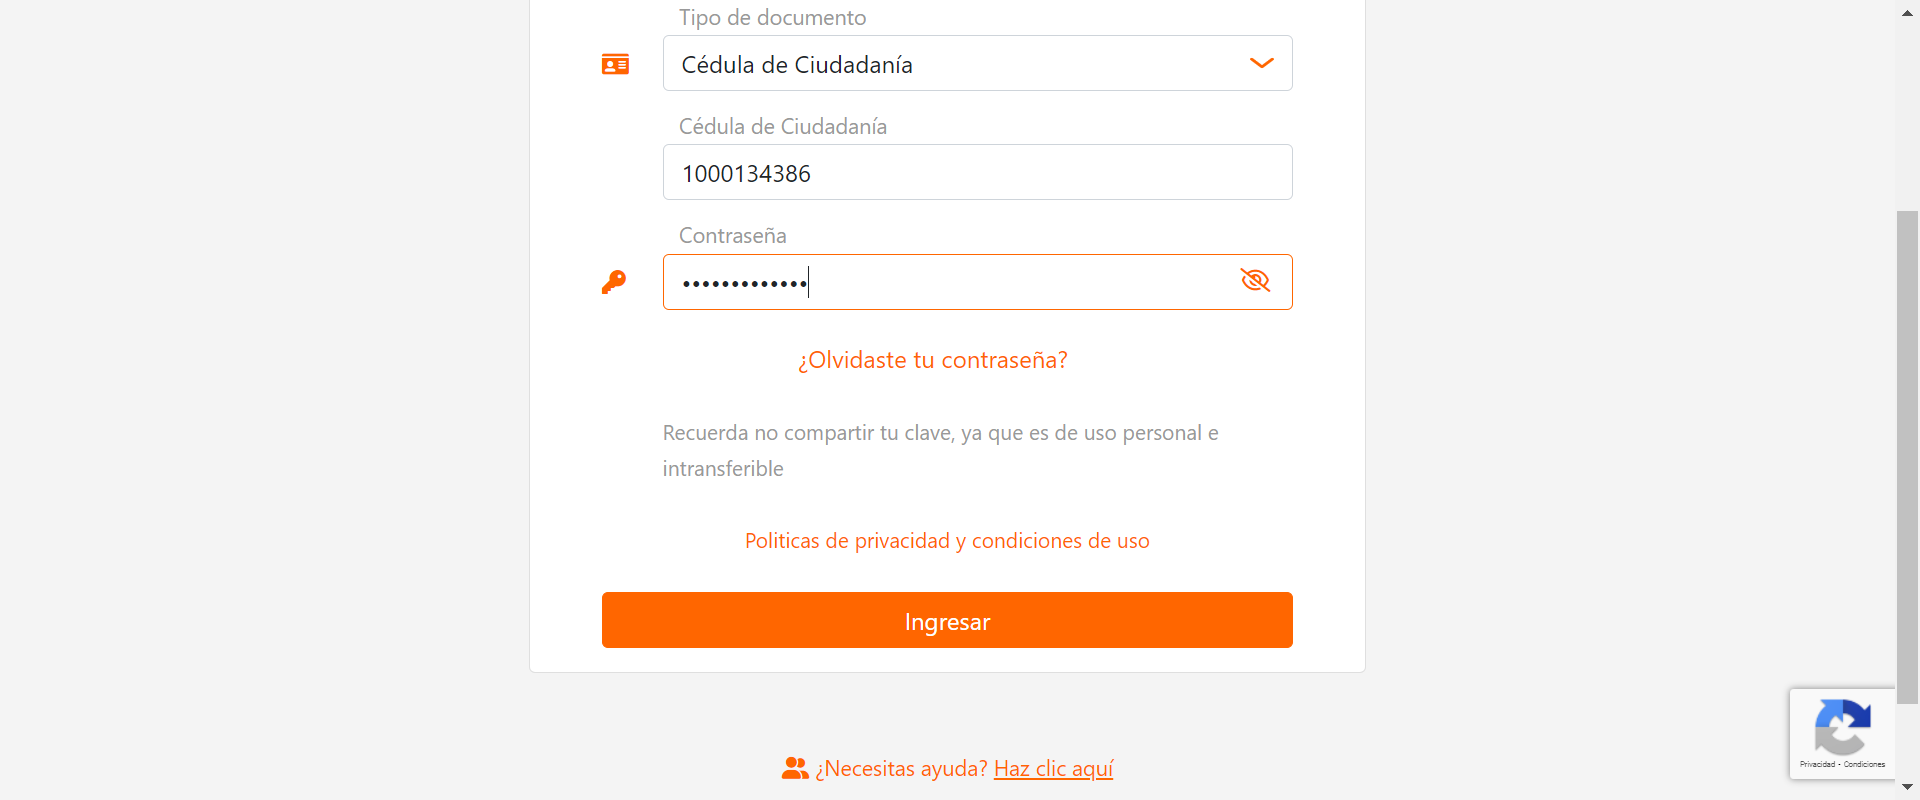 Tipo de documento
Cédula de Ciudadanía
Cédula de Ciudadanía
1000134386
Contraseña
•••••••••••••
¿Olvidaste tu contraseña?
Recuerda no compartir tu clave, ya que es de uso personal e
intransferible
Politicas de privacidad y condiciones de uso
Ingresar
¿Necesitas ayuda? Haz clic aquí
Privacidad - Condiciones